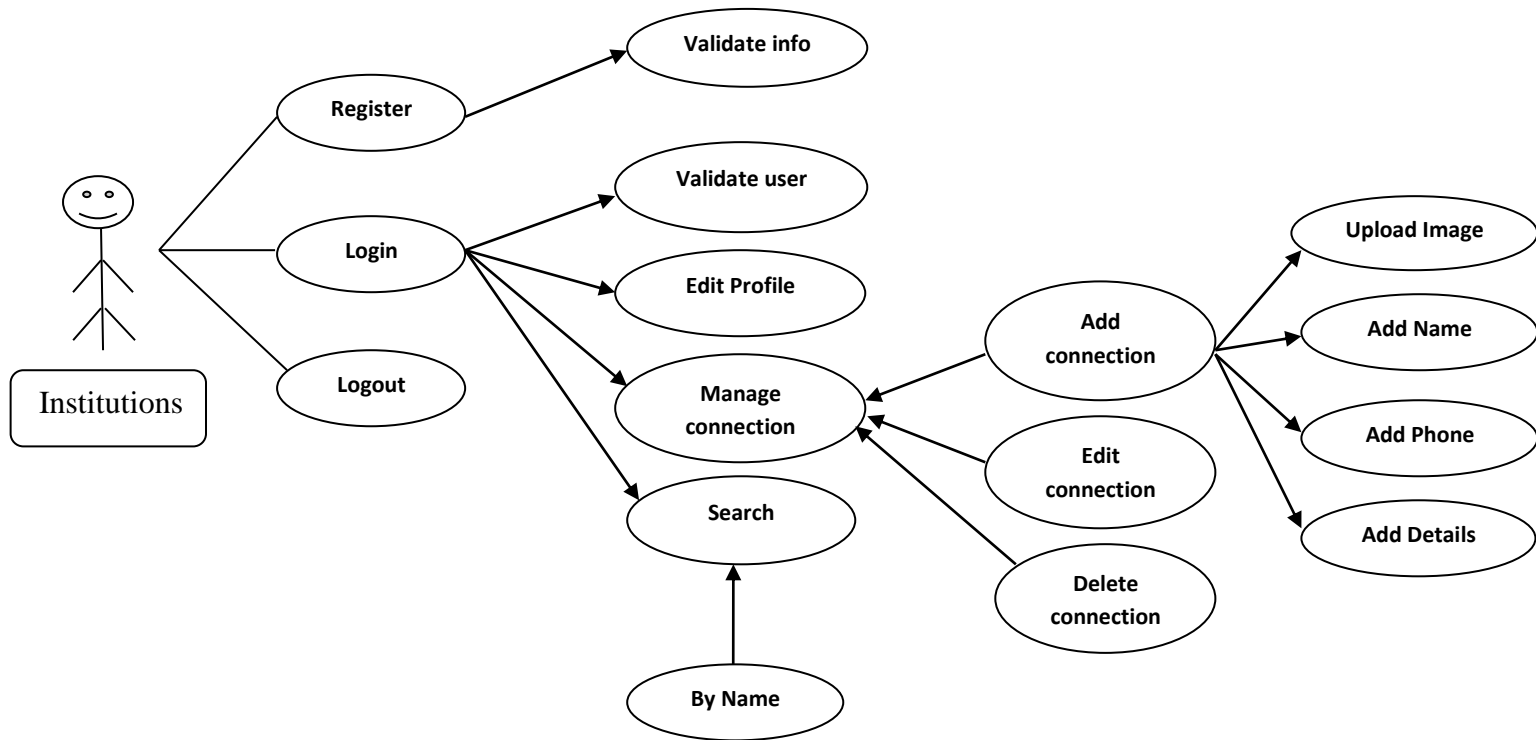 Validate info
Register
Validate user
Login
Edit Profile
Logout
Institutions
Manage
connection
Search
By Name
Add
connection
Edit
connection
Delete
connection
Upload Image
Add Name
Add Phone
Add Details